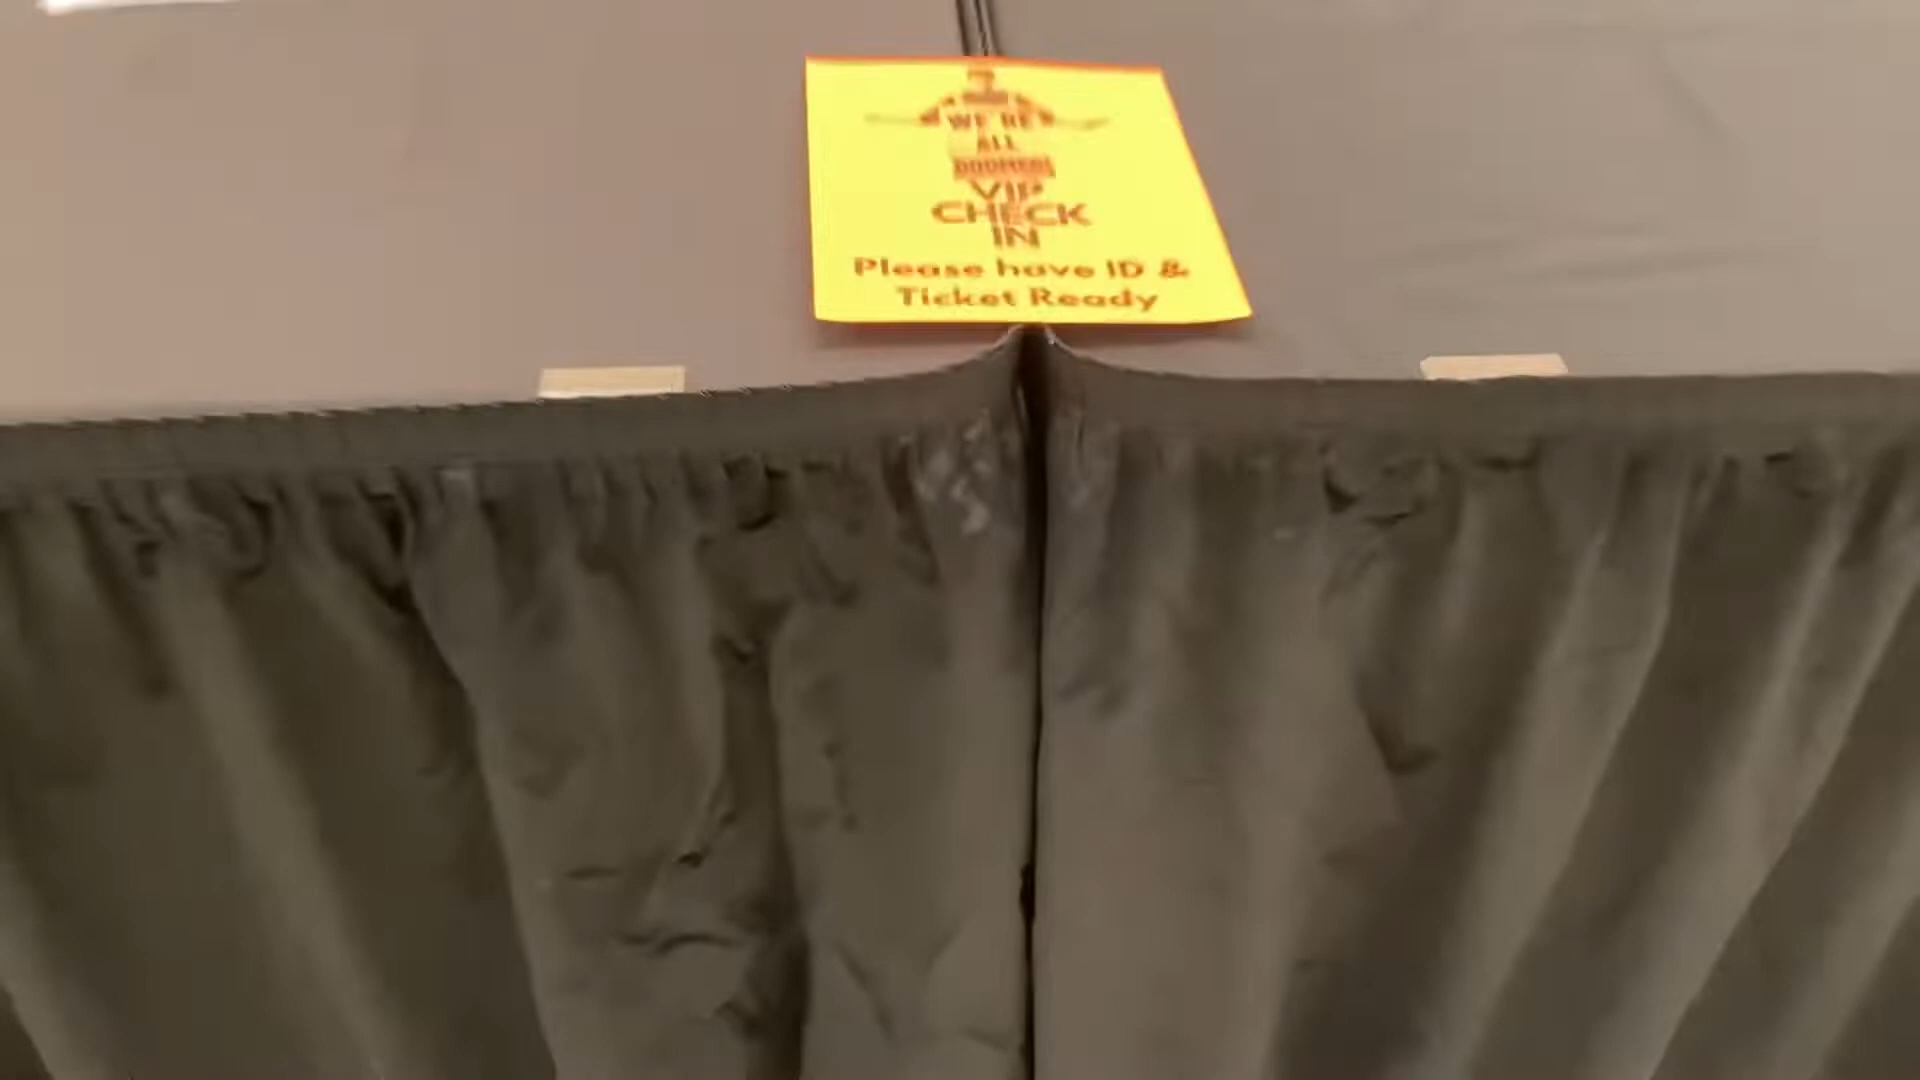 WE'RE
ALL
DOOMED!
VIP
CHECK
IN
Please have ID &
Ticket Ready